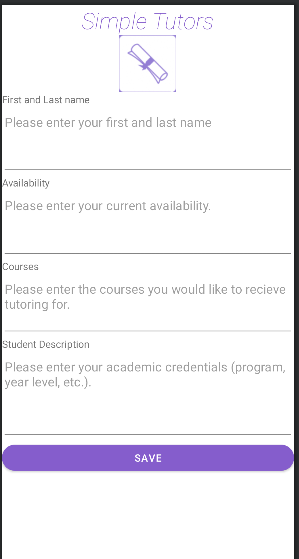 Simple Tutors
First and Last name
Please enter your first and last name
Availability
Please enter your current availability.
Courses
Please enter the courses you would like to recieve
tutoring for.
Student Description
Please enter your academic credentials (program,
year level, etc.).
SAVE